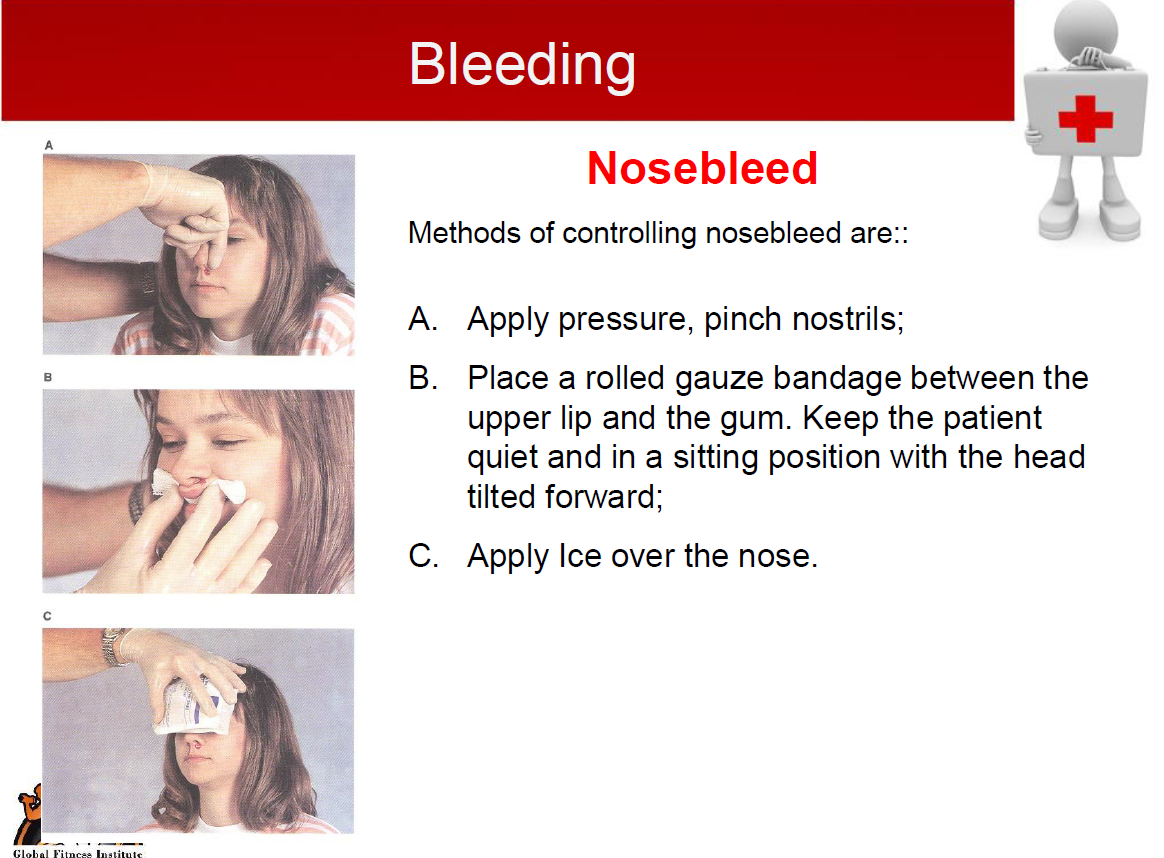 Bleeding
A
Nosebleed
Methods of controlling nosebleed are::
A. Apply pressure, pinch nostrils;
B
B. Place a rolled gauze bandage between the
upper lip and the gum. Keep the patient
quiet and in a sitting position with the head
tilted forward;
C. Apply Ice over the nose.
C
Global Fitness Institute